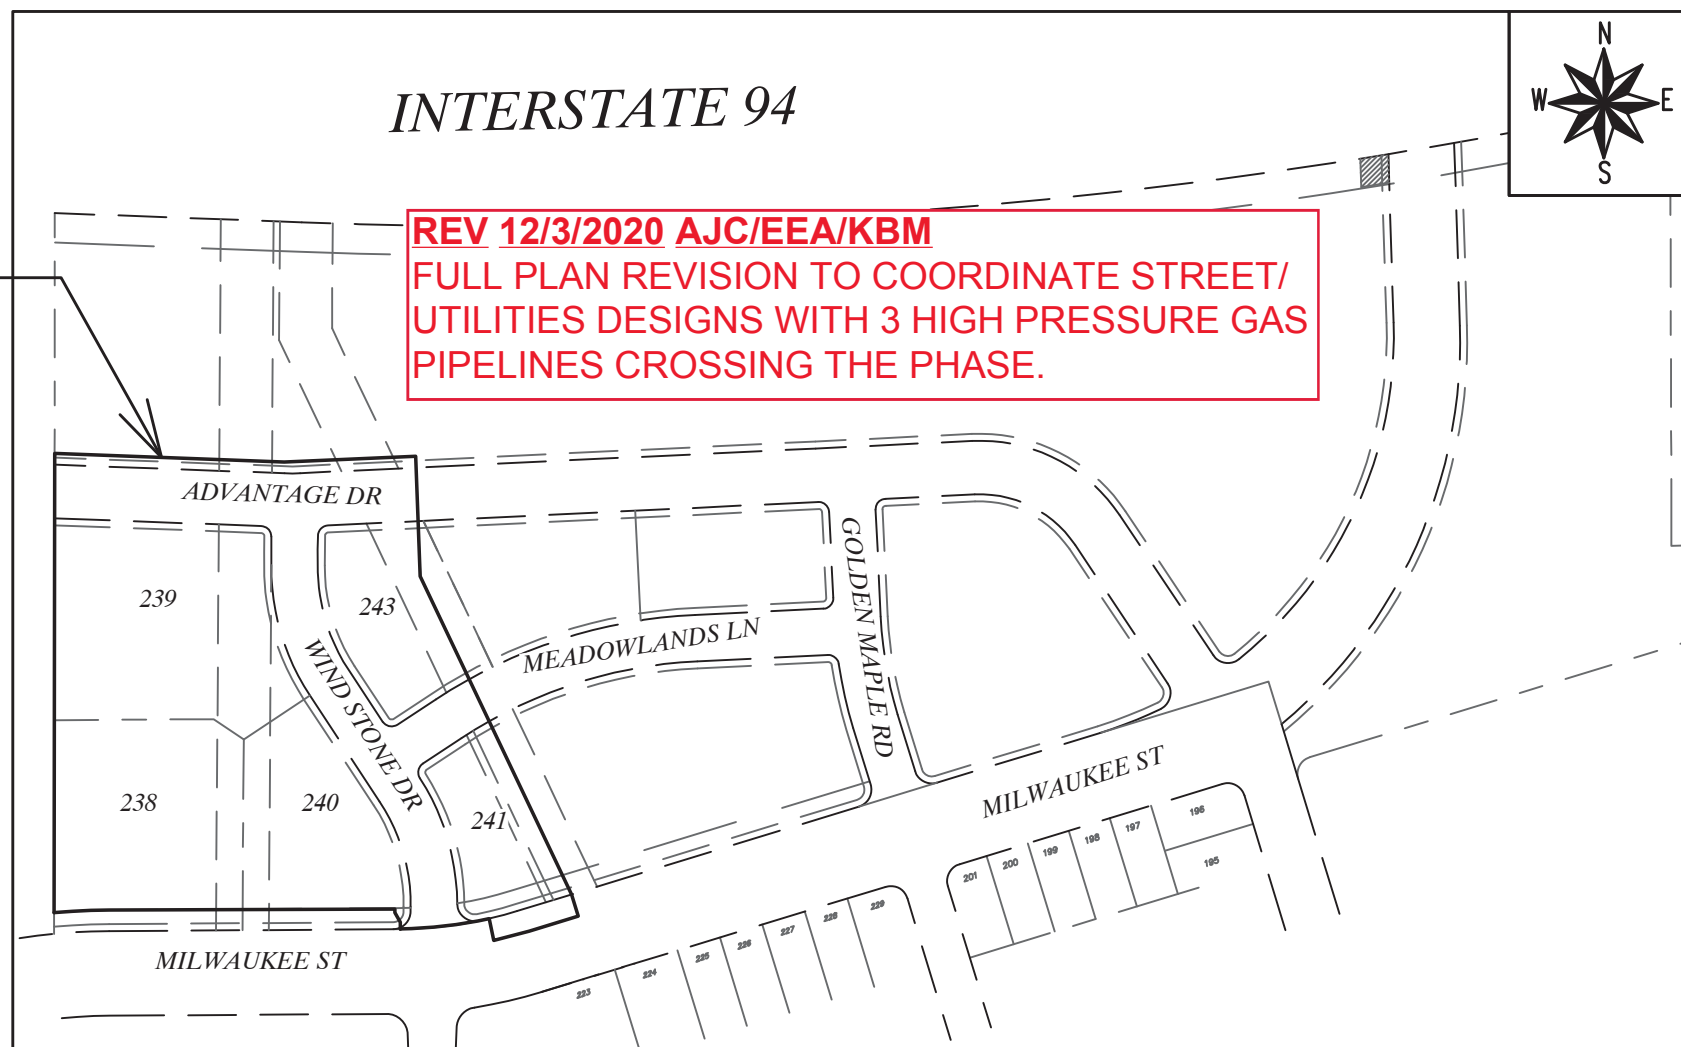 N
W E
S
INTERSTATE 94
REV 12/3/2020 AJC/EEA/KBM
FULL PLAN REVISION TO COORDINATE STREET/
UTILITIES DESIGNS WITH 3 HIGH PRESSURE GAS
PIPELINES CROSSING THE PHASE.
ADVANTAGE DR
239
243
GOLDEN MAPLE RD
MEADOWLANDS LN
WIND STONE DR
238
240
241
MILWAUKEE ST
196
197
198
199
200
201
195
MILWAUKEE ST
229
228
227
226
225
224
223